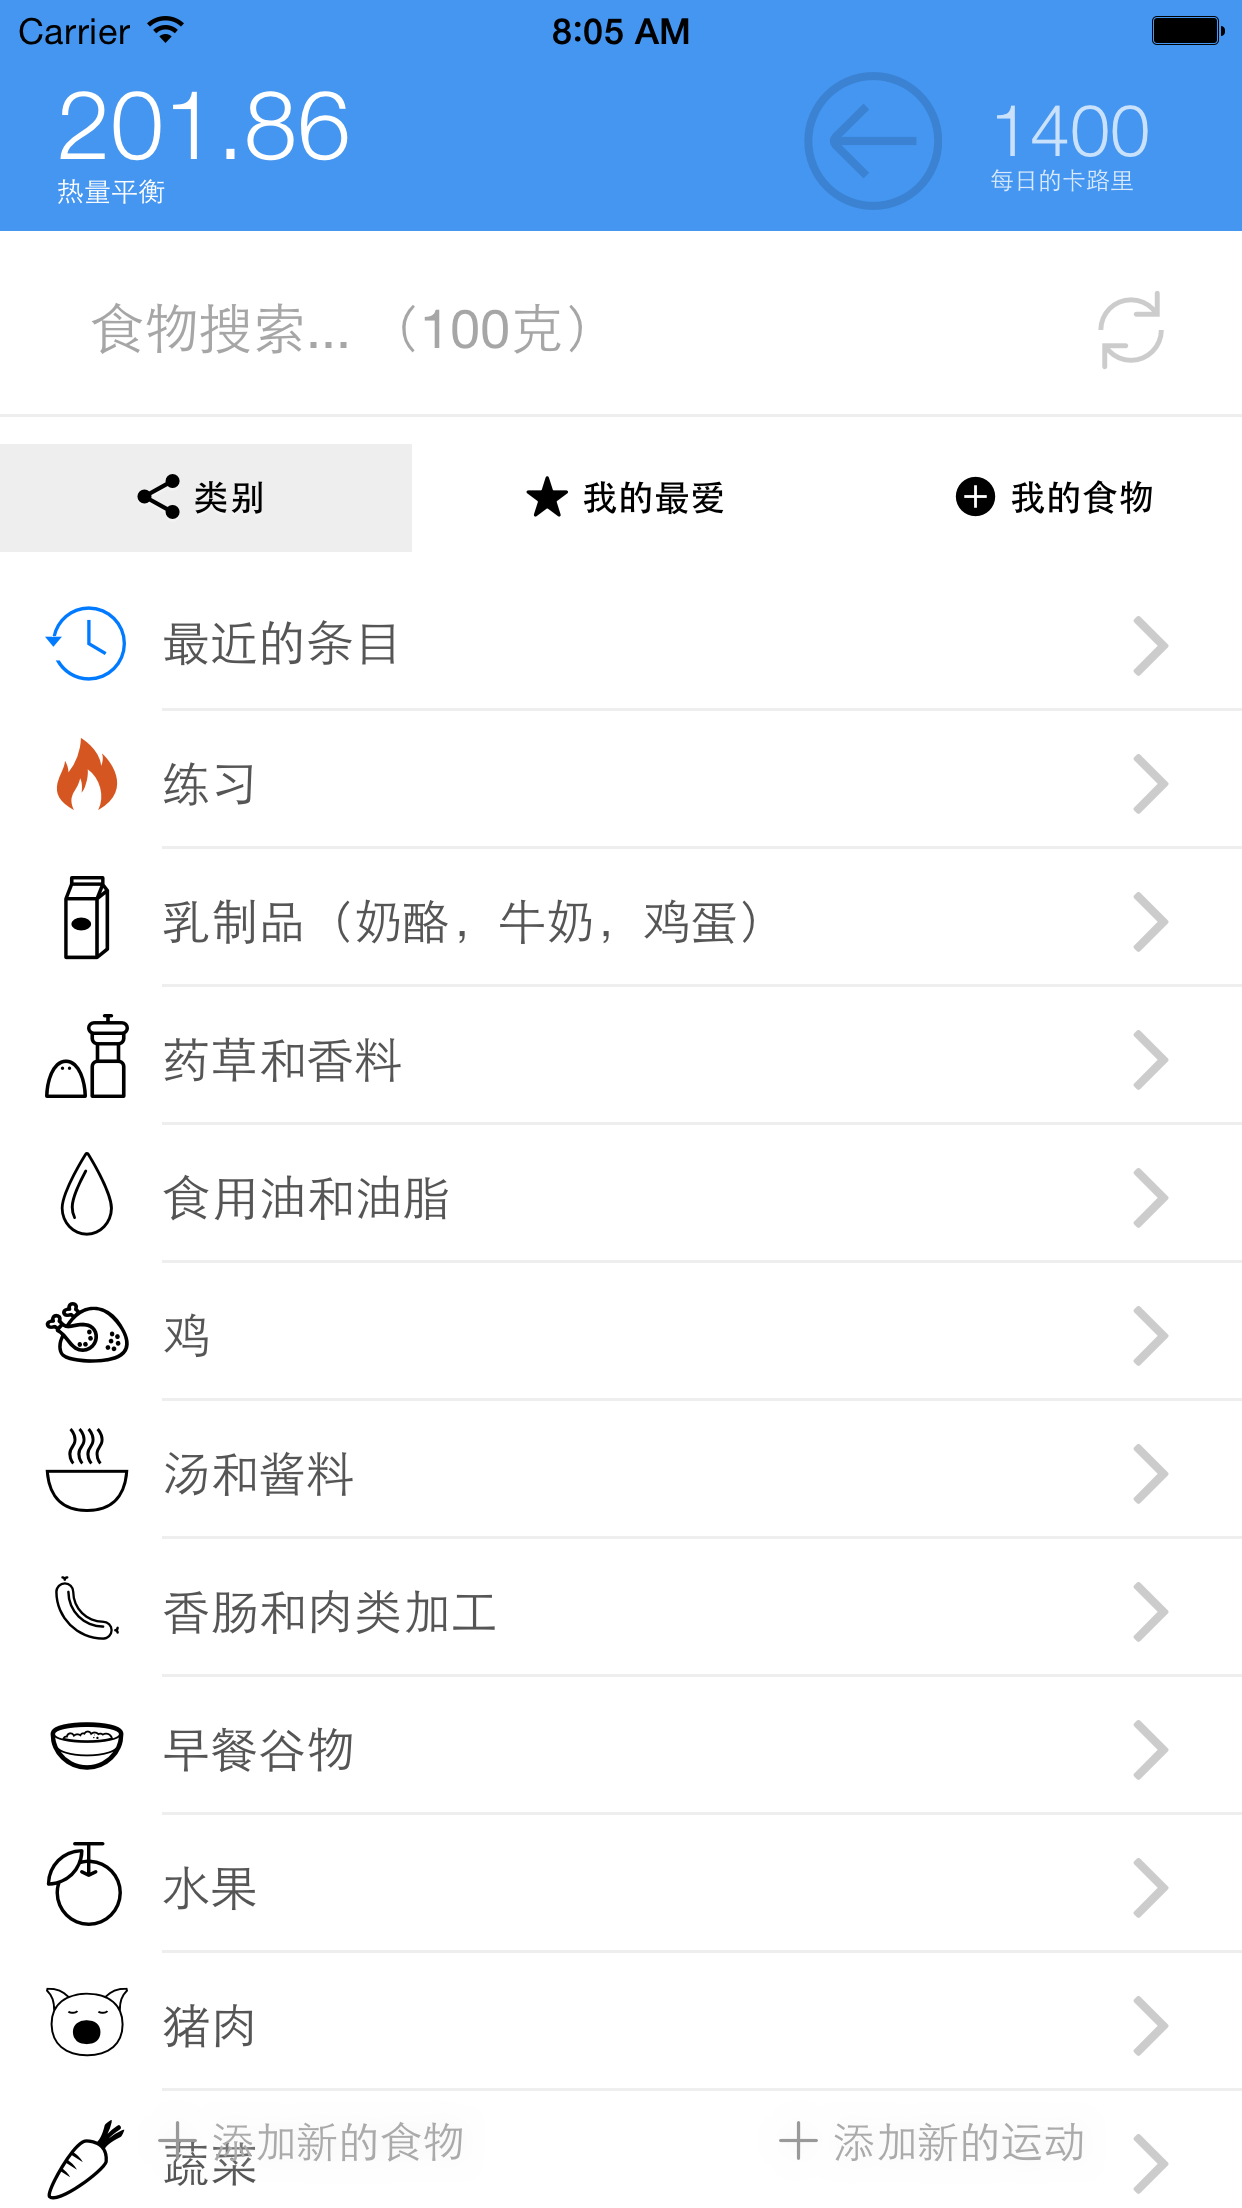 Carrier 8:05 AM
201.86
热量平衡
1400
每日的卡路里
食物搜索... （100克）
类别
我的最爱
我的食物
最近的条目
练习
乳制品（奶酪，牛奶，鸡蛋）
药草和香料
食用油和油脂
鸡
汤和酱料
香肠和肉类加工
早餐谷物
水果
猪肉
添加新的食物
添加新的运动
蔬菜